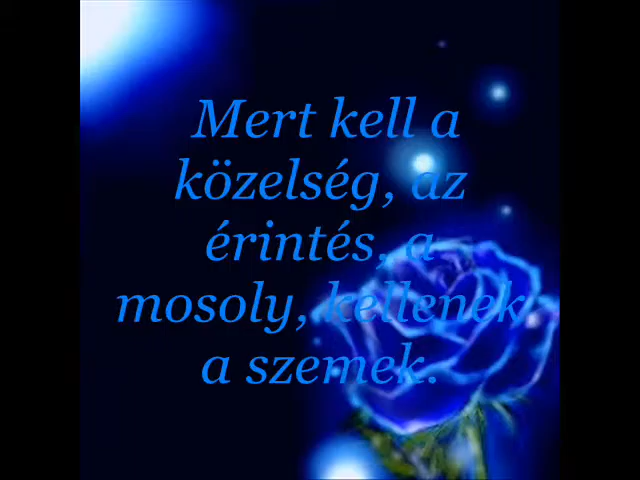 Mert kell a
közelség, az
érintés, a
mosoly, kellenek
a szemek.